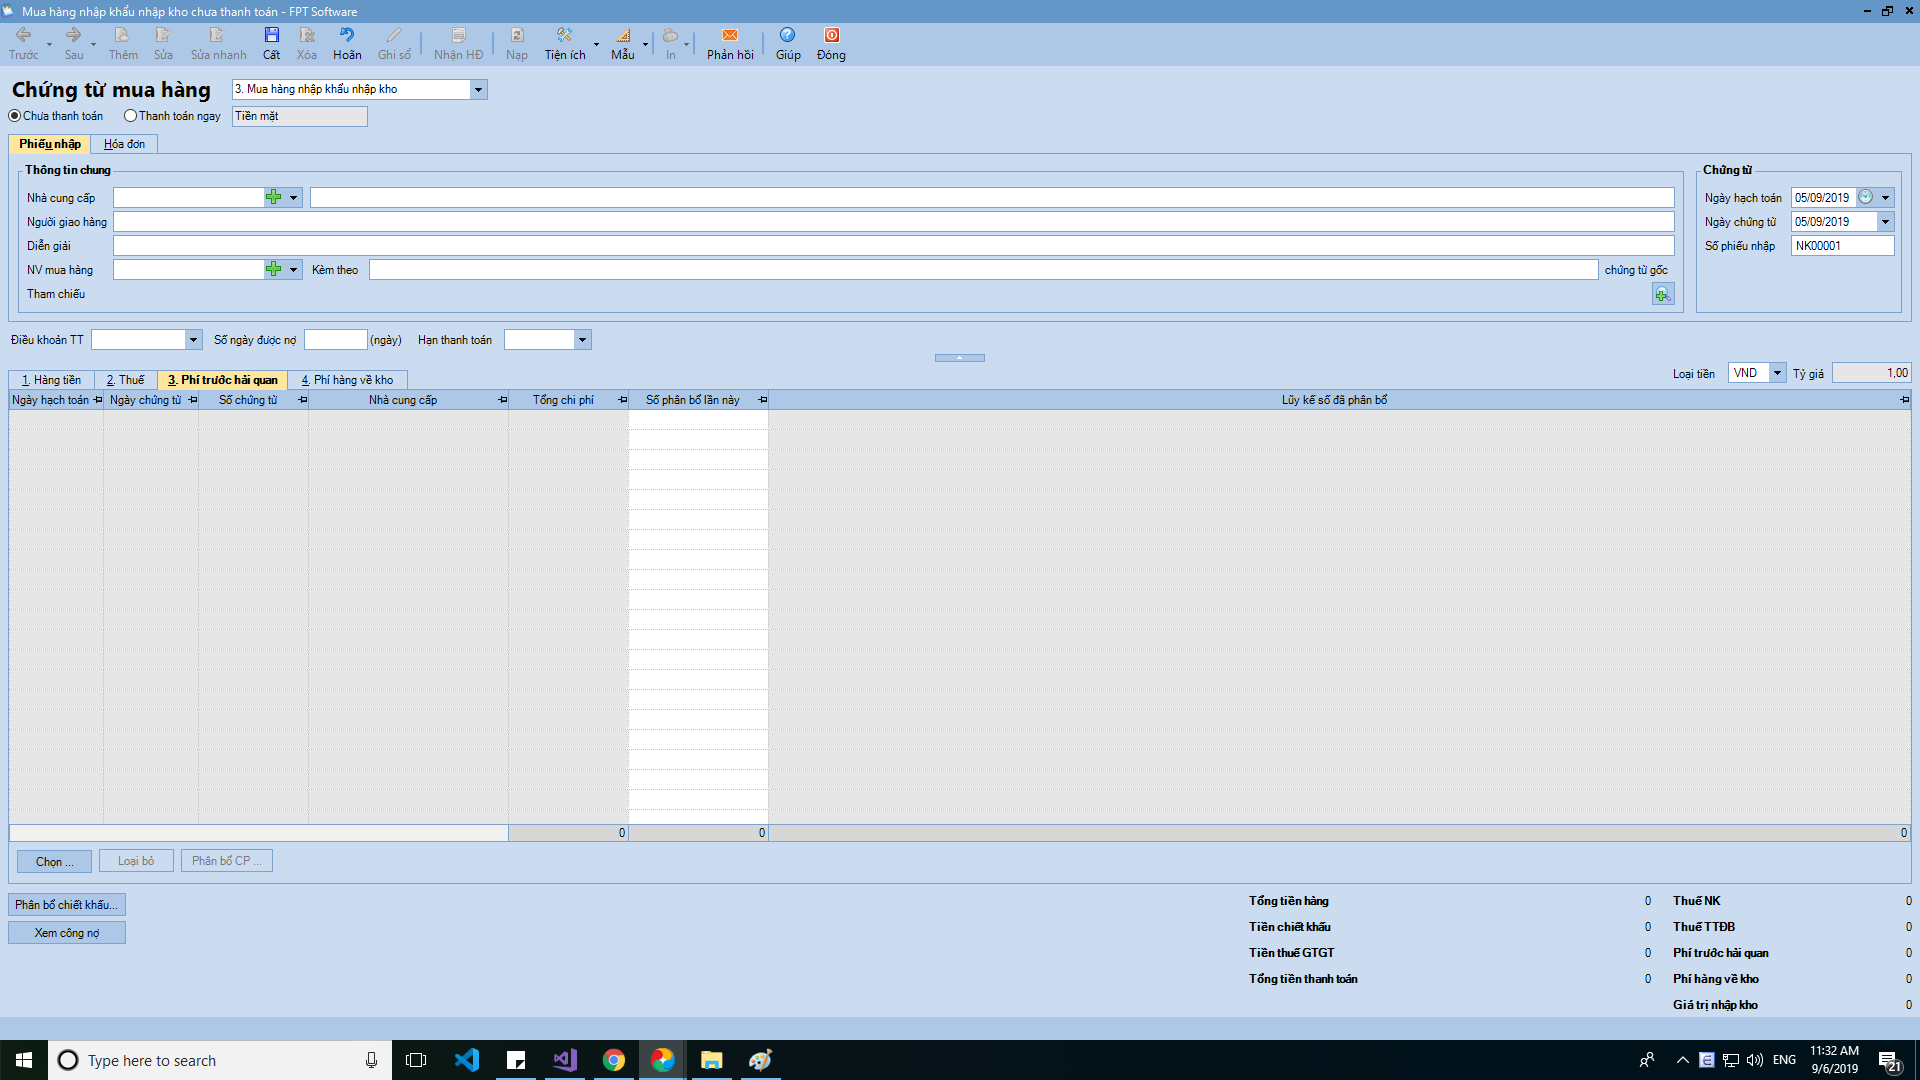 Mua hàng nhập khẩu nhập kho chưa thanh toán - FPT Software
Trước Sau Thêm Sửa Sửa nhanh Cất Xóa Hoãn Ghi sổ Nhận HĐ Nạp Tiện ích Mẫu In Phản hồi Giúp Đóng
Chứng từ mua hàng 3. Mua hàng nhập khẩu nhập kho
Chưa thanh toán Thanh toán ngay Tiền mặt
Phiếu nhập Hóa đơn
Thông tin chung Chứng từ
Nhà cung cấp Ngày hạch toán 05/09/2019
Người giao hàng Ngày chứng từ 05/09/2019
Diễn giải Số phiếu nhập NK00001
NV mua hàng Kèm theo chứng từ gốc
Tham chiếu
Điều khoản TT Số ngày được nợ (ngày) Hạn thanh toán
1. Hàng tiền 2. Thuế 3. Phí trước hải quan 4. Phí hàng về kho Loại tiền VND Tỷ giá 1,00
Ngày hạch toán Ngày chứng từ Số chứng từ Nhà cung cấp Tổng chi phí Số phân bổ lần này Lũy kế số đã phân bổ
0 0 0
Chọn ... Loại bỏ Phân bổ CP ...
Phân bổ chiết khấu... Tổng tiền hàng 0 Thuế NK 0
Xem công nợ Tiền chiết khấu 0 Thuế TTĐB 0
Tiền thuế GTGT 0 Phí trước hải quan 0
Tổng tiền thanh toán 0 Phí hàng về kho 0
Giá trị nhập kho 0
Type here to search ENG 11:32 AM
9/6/2019 21